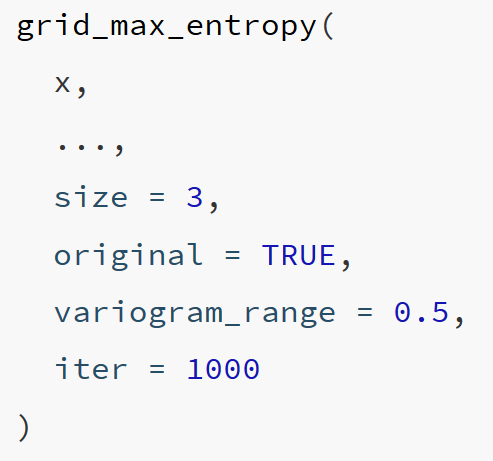 grid_max_entropy(
  x,
  ...,
  size = 3,
  original = TRUE,
  variogram_range = 0.5,
  iter = 1000
)